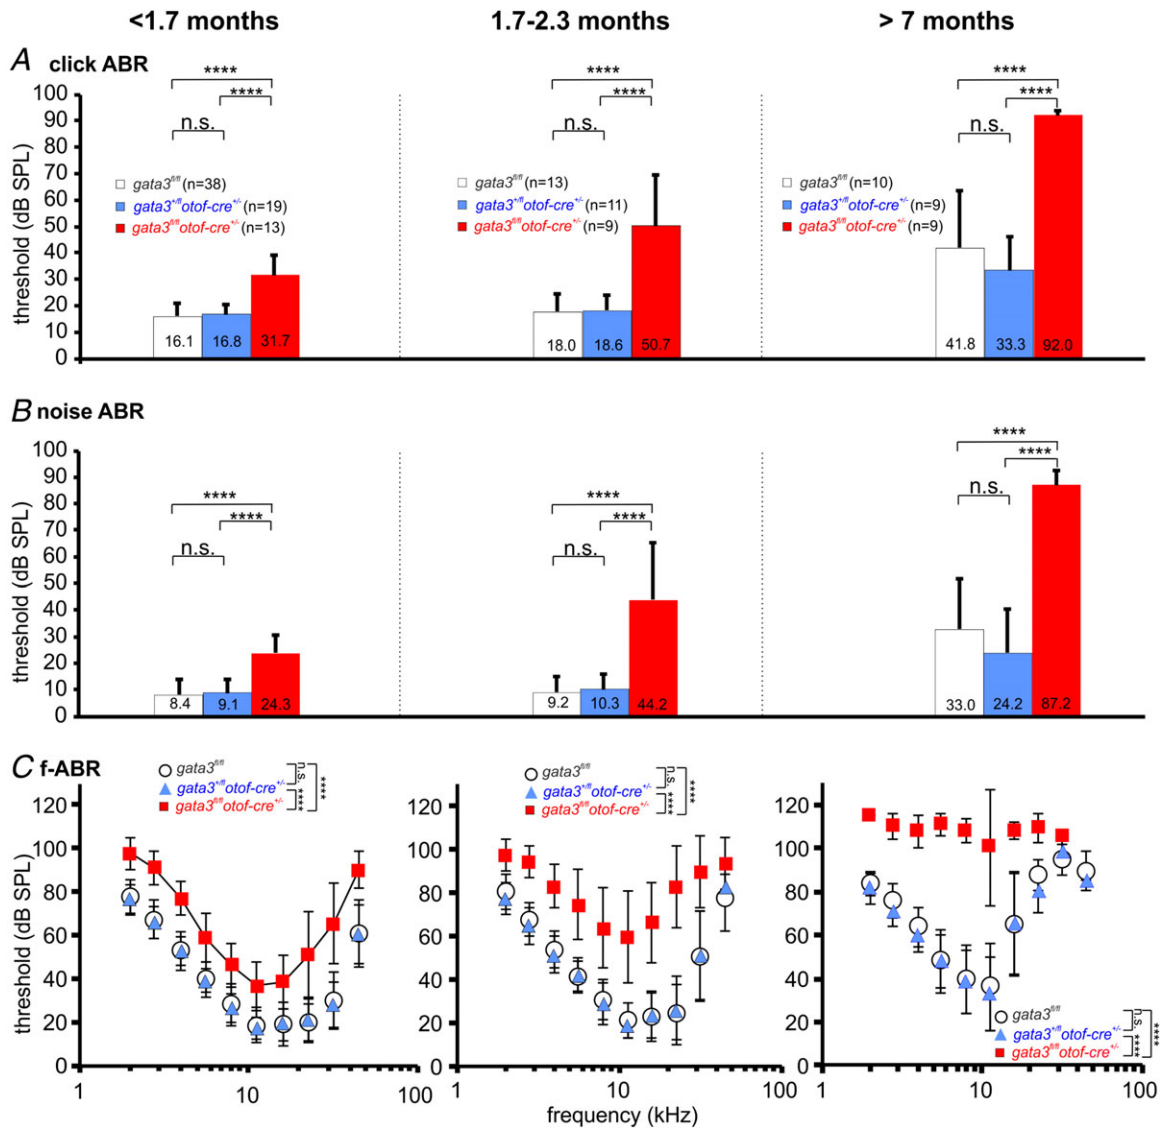 <1.7 months
1.7-2.3 months
> 7 months
A click ABR
threshold (dB SPL)
100
90
80
70
60
50
40
30
20
10
0
****
****
n.s.
gata3fl/fl (n=38)
gata3+/fl otof-cre+/- (n=19)
gata3fl/fl otof-cre+/- (n=13)
16.1
16.8
31.7
****
****
n.s.
gata3fl/fl (n=13)
gata3+/fl otof-cre+/- (n=11)
gata3fl/fl otof-cre+/- (n=9)
18.0
18.6
50.7
****
****
n.s.
gata3fl/fl (n=10)
gata3+/fl otof-cre+/- (n=9)
gata3fl/fl otof-cre+/- (n=9)
41.8
33.3
92.0
B noise ABR
threshold (dB SPL)
100
90
80
70
60
50
40
30
20
10
0
****
****
n.s.
8.4
9.1
24.3
****
****
n.s.
9.2
10.3
44.2
****
****
n.s.
33.0
24.2
87.2
C f-ABR
threshold (dB SPL)
gata3fl/fl
gata3+/fl otof-cre+/-
gata3fl/fl otof-cre+/-
n.s.
****
****
120
100
80
60
40
20
0
1
10
100
gata3fl/fl
gata3+/fl otof-cre+/-
gata3fl/fl otof-cre+/-
n.s.
****
****
120
100
80
60
40
20
0
1
10
100
120
100
80
60
40
20
0
gata3fl/fl
gata3+/fl otof-cre+/-
gata3fl/fl otof-cre+/-
n.s.
****
****
1
10
100
frequency (kHz)